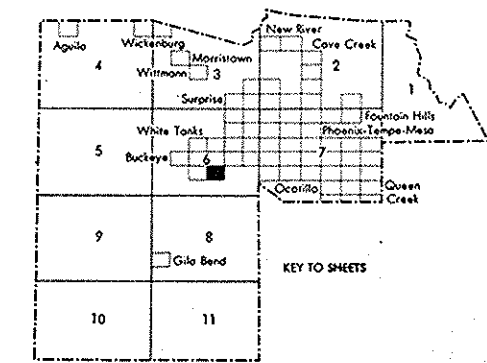 New River
Aguila
Wickenburg
Cave Creek
4
Morristown
3
2
Wittmann
Surprise
Fountain Hills
White Tanks
Phoenix-Tempe-Mesa
5
Buckeye
6
7
Ocotillo
Queen
Creek
9
8
Gila Bend
KEY TO SHEETS
10
11